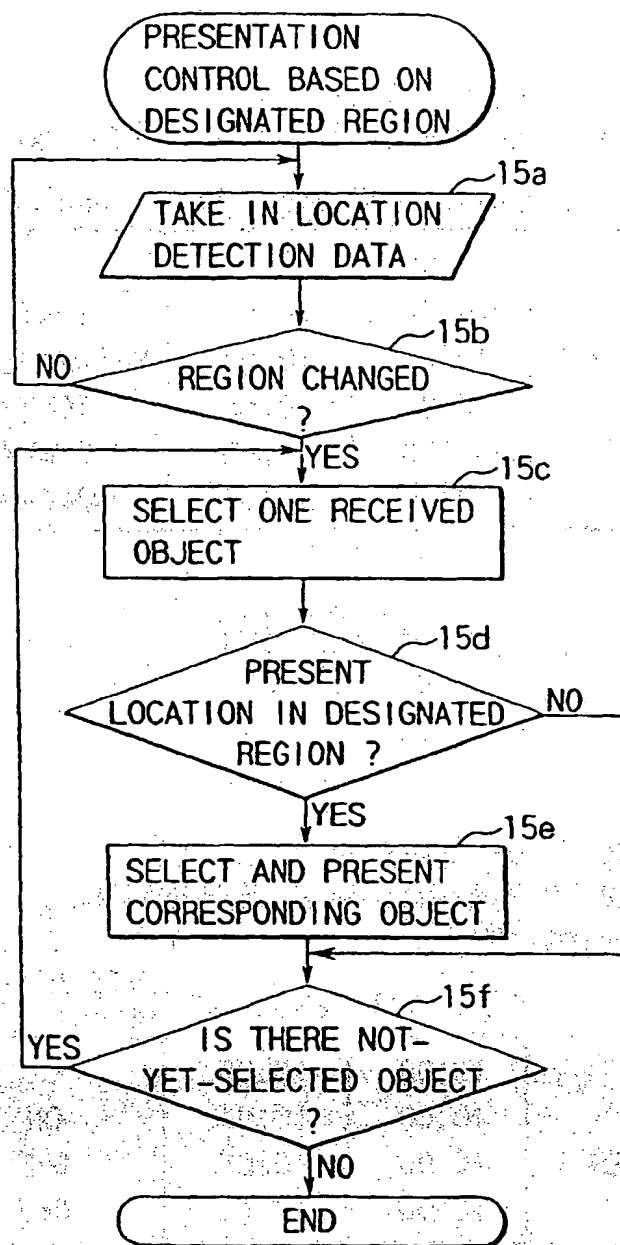 PRESENTATION
CONTROL BASED ON
DESIGNATED REGION
15a
TAKE IN LOCATION
DETECTION DATA
15b
NO
REGION CHANGED
?
YES
15c
SELECT ONE RECEIVED
OBJECT
15d
PRESENT
LOCATION IN DESIGNATED
REGION ?
NO
YES
15e
SELECT AND PRESENT
CORRESPONDING OBJECT
15f
YES
IS THERE NOT-
YET-SELECTED OBJECT
?
NO
END